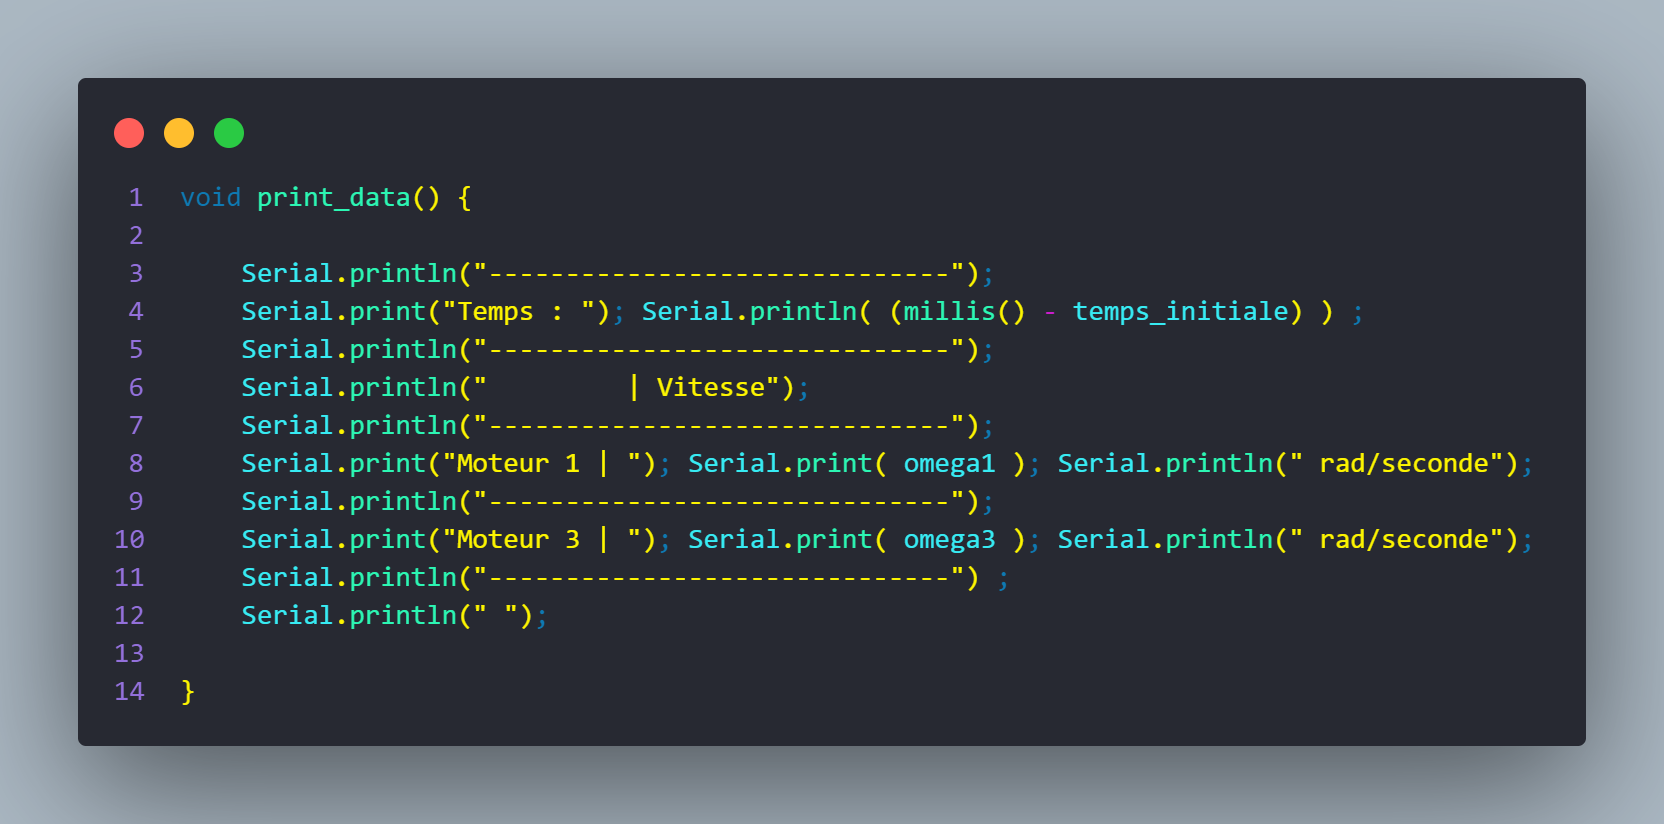 1 void print_data() {
2
3     Serial.println("------------------------------");
4     Serial.print("Temps : "); Serial.println( (millis() - temps_initiale) ) ;
5     Serial.println("------------------------------");
6     Serial.println("         | Vitesse");
7     Serial.println("------------------------------");
8     Serial.print("Moteur 1 | "); Serial.print( omega1 ); Serial.println(" rad/seconde");
9     Serial.println("------------------------------");
10     Serial.print("Moteur 3 | "); Serial.print( omega3 ); Serial.println(" rad/seconde");
11     Serial.println("------------------------------") ;
12     Serial.println(" ");
13
14 }